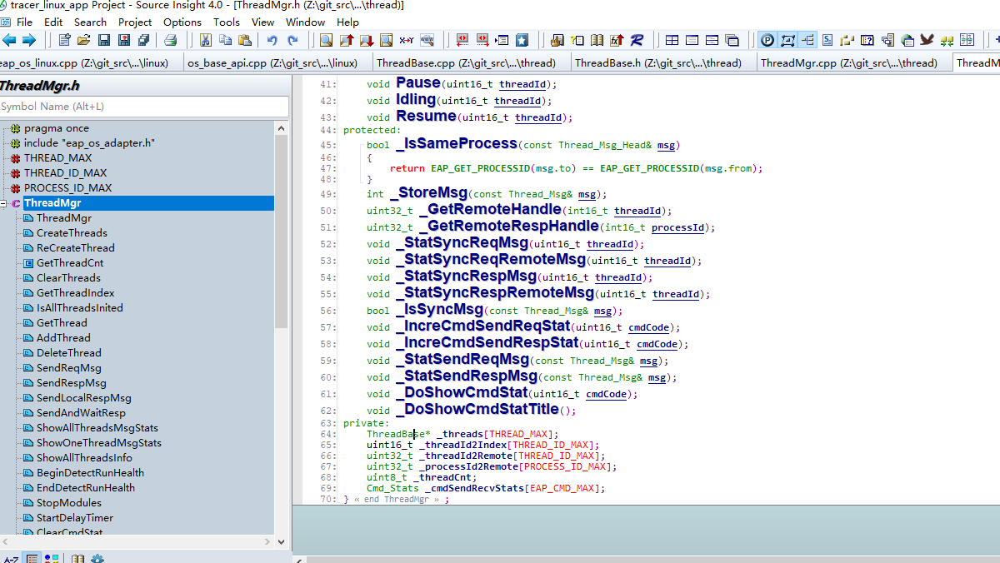 tracer_linux_app Project - Source Insight 4.0 - [ThreadMgr.h (Z:\git_src\...\thread)]
File Edit Search Project Options Tools View Window Help
eap_os_linux.cpp (Z:\git_src\...\linux) os_base_api.cpp (Z:\git_src\...\linux) ThreadBase.cpp (Z:\git_src\...\thread) ThreadBase.h (Z:\git_src\...\thread) ThreadMgr.cpp (Z:\git_src\...\thread) ThreadM
ThreadMgr.h
Symbol Name (Alt+L)
pragma once
include "eap_os_adapter.h"
THREAD_MAX
THREAD_ID_MAX
PROCESS_ID_MAX
ThreadMgr
ThreadMgr
CreateThreads
ReCreateThread
GetThreadCnt
ClearThreads
GetThreadIndex
IsAllThreadsInited
GetThread
AddThread
DeleteThread
SendReqMsg
SendRespMsg
SendLocalRespMsg
SendAndWaitResp
ShowAllThreadsMsgStats
ShowOneThreadMsgStats
ShowAllThreadsInfo
BeginDetectRunHealth
EndDetectRunHealth
StopModules
StartDelayTimer
ClearCmdStat
A-Z
41: void Pause(uint16_t threadId);
42: void Idling(uint16_t threadId);
43: void Resume(uint16_t threadId);
44: protected:
45: bool _IsSameProcess(const Thread_Msg_Head& msg)
46: {
47: return EAP_GET_PROCESSID(msg.to) == EAP_GET_PROCESSID(msg.from);
48: }
49: int _StoreMsg(const Thread_Msg& msg);
50: uint32_t _GetRemoteHandle(int16_t threadId);
51: uint32_t _GetRemoteRespHandle(int16_t processId);
52: void _StatSyncReqMsg(uint16_t threadId);
53: void _StatSyncReqRemoteMsg(uint16_t threadId);
54: void _StatSyncRespMsg(uint16_t threadId);
55: void _StatSyncRespRemoteMsg(uint16_t threadId);
56: bool _IsSyncMsg(const Thread_Msg& msg);
57: void _IncreCmdSendReqStat(uint16_t cmdCode);
58: void _IncreCmdSendRespStat(uint16_t cmdCode);
59: void _StatSendReqMsg(const Thread_Msg& msg);
60: void _StatSendRespMsg(const Thread_Msg& msg);
61: void _DoShowCmdStat(uint16_t cmdCode);
62: void _DoShowCmdStatTitle();
63: private:
64: ThreadBase* _threads[THREAD_MAX];
65: uint16_t _threadId2Index[THREAD_ID_MAX];
66: uint32_t _threadId2Remote[THREAD_ID_MAX];
67: uint32_t _processId2Remote[PROCESS_ID_MAX];
68: uint8_t _threadCnt;
69: Cmd_Stats _cmdSendRecvStats[EAP_CMD_MAX];
70: } « end ThreadMgr » ;